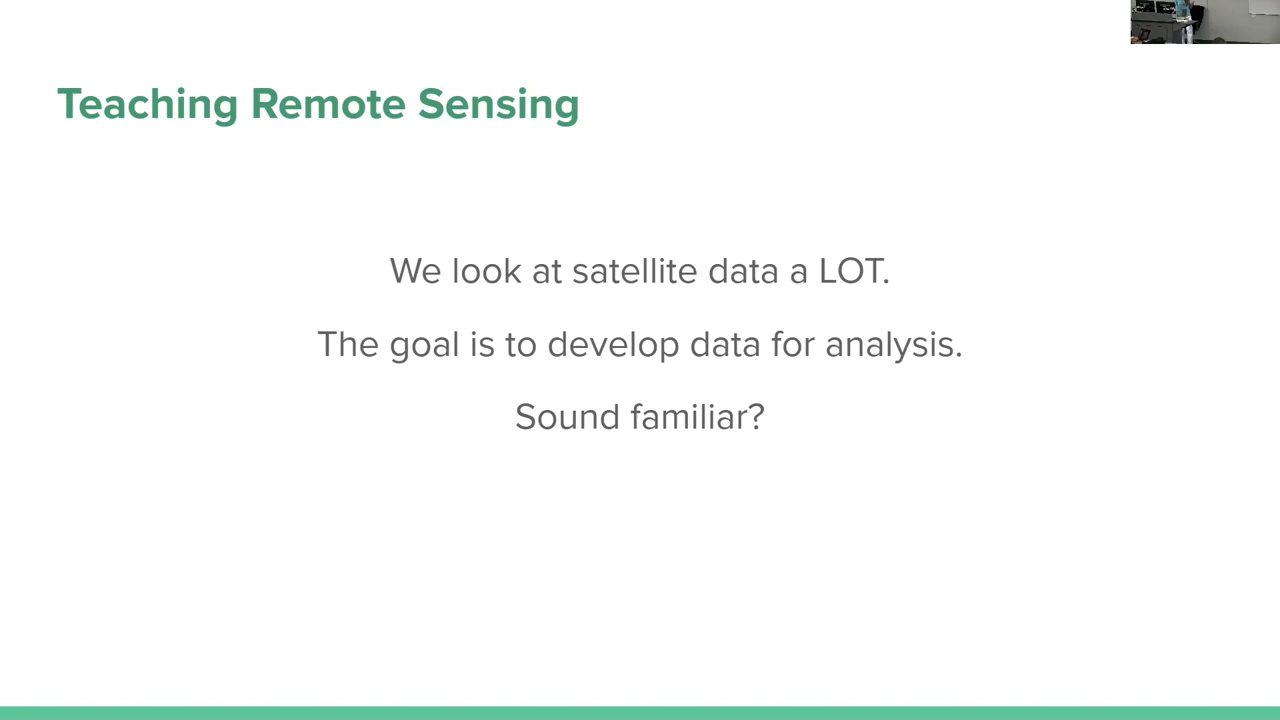 Teaching Remote Sensing
We look at satellite data a LOT.
The goal is to develop data for analysis.
Sound familiar?